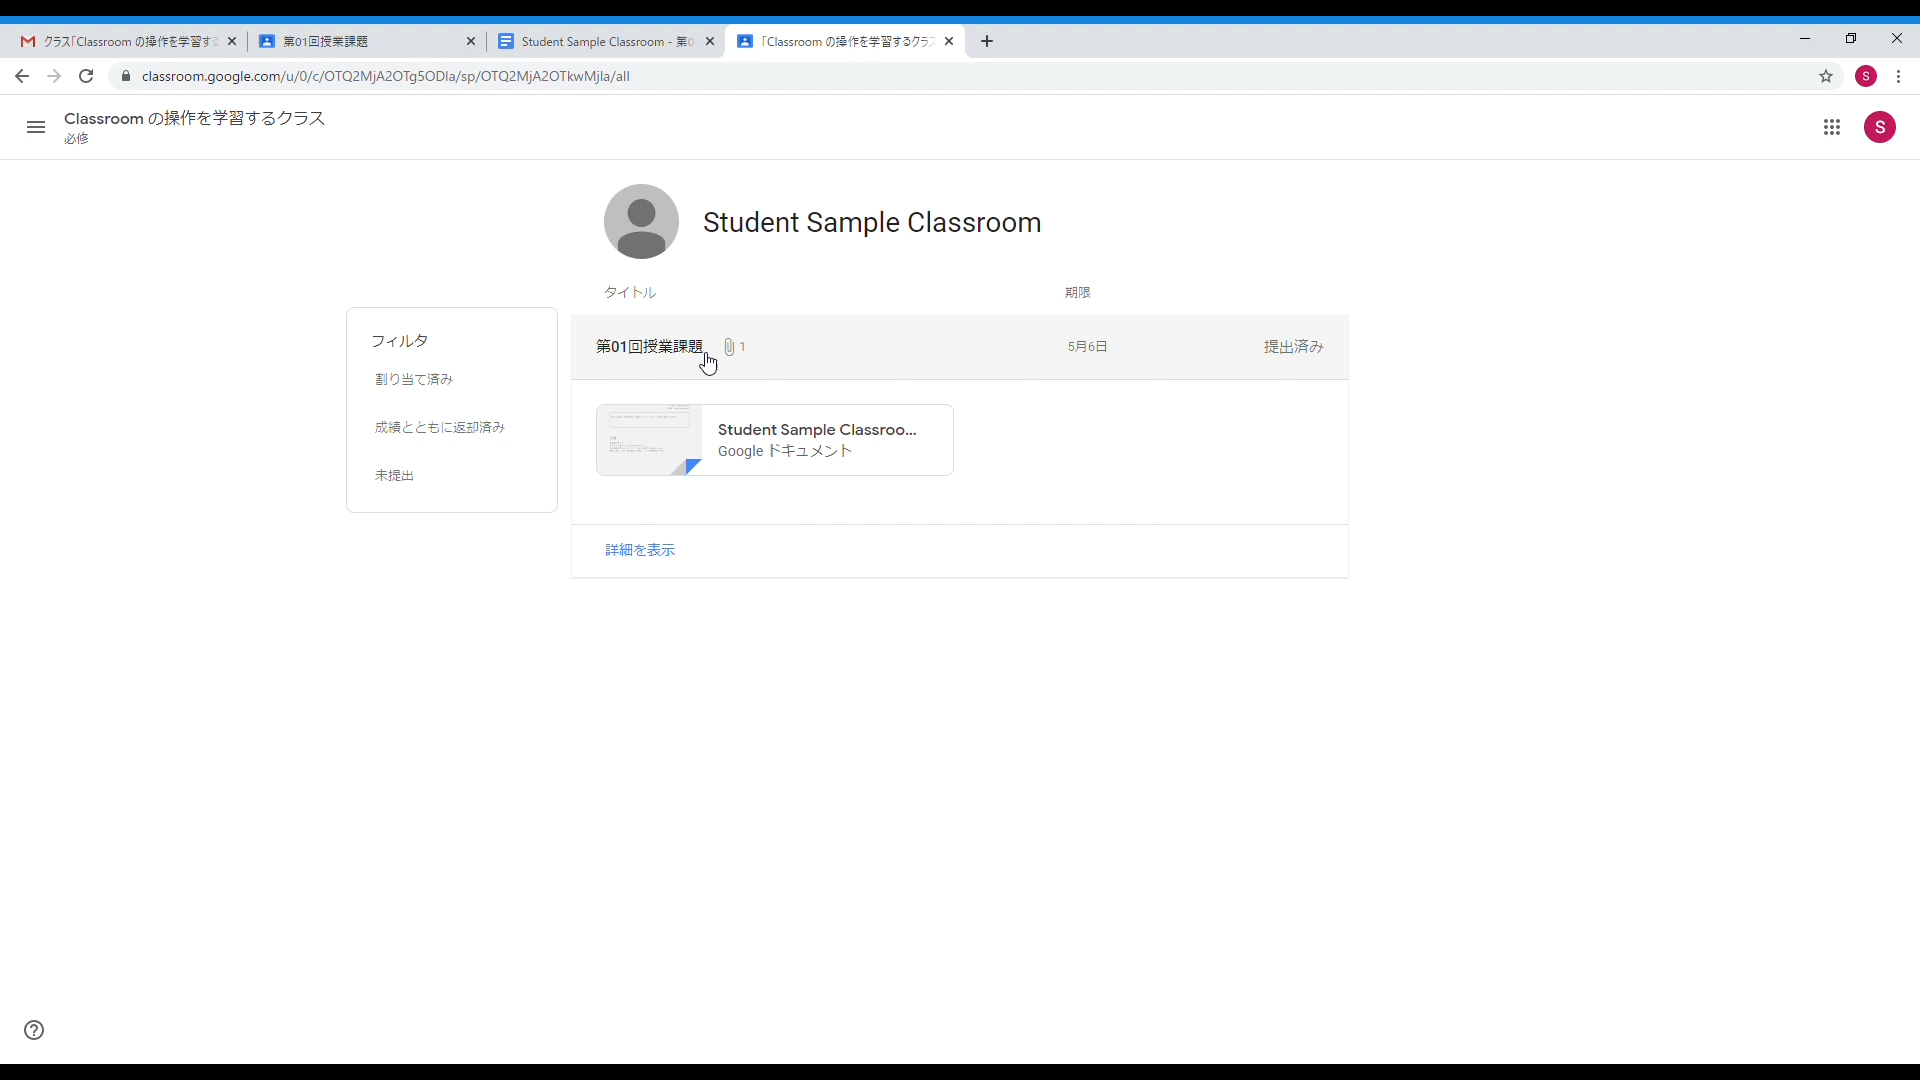 クラス「Classroom の操作を学習する
第01回授業課題
Student Sample Classroom - 第0
「Classroom の操作を学習するクラス
classroom.google.com/u/0/c/OTQ2MjA2OTg5ODla/sp/OTQ2MjA2OTkwMjla/all
S
Classroom の操作を学習するクラス
必修
S
Student Sample Classroom
タイトル
期限
フィルタ
割り当て済み
成績とともに返却済み
未提出
第01回授業課題
1
5月6日
提出済み
Student Sample Classroo...
Google ドキュメント
詳細を表示